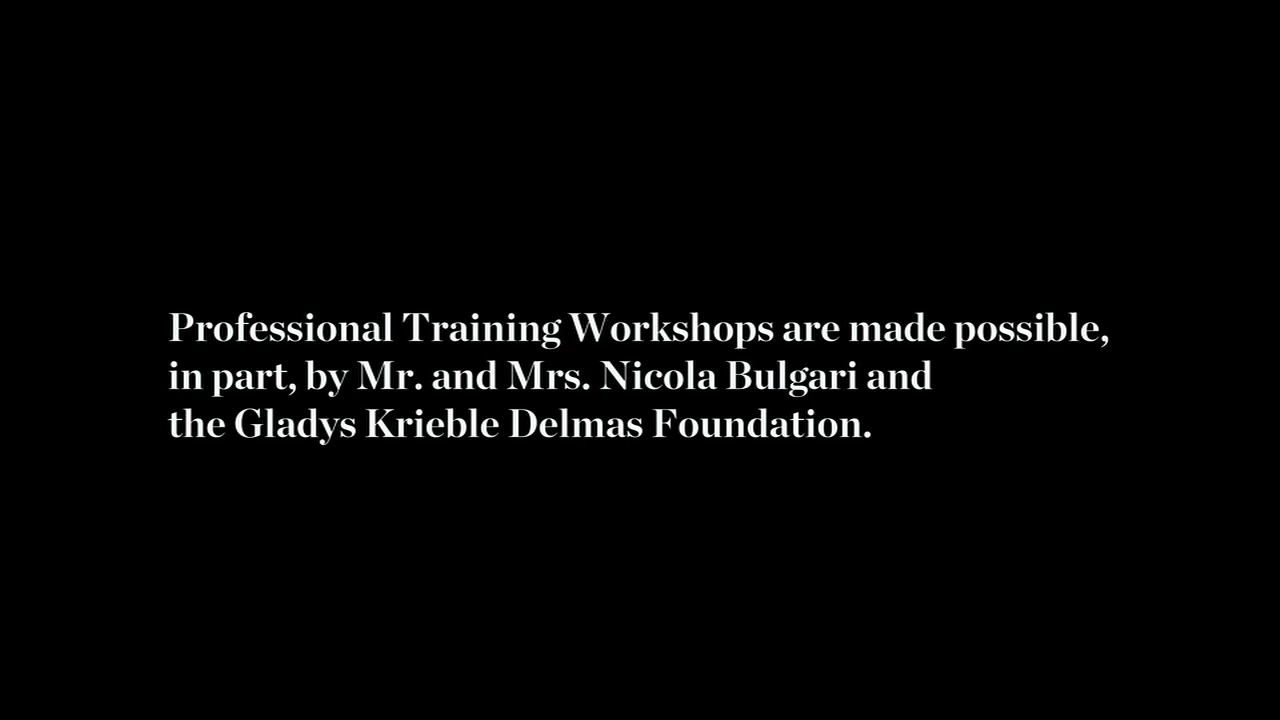 Professional Training Workshops are made possible,
in part, by Mr. and Mrs. Nicola Bulgari and
the Gladys Krieble Delmas Foundation.